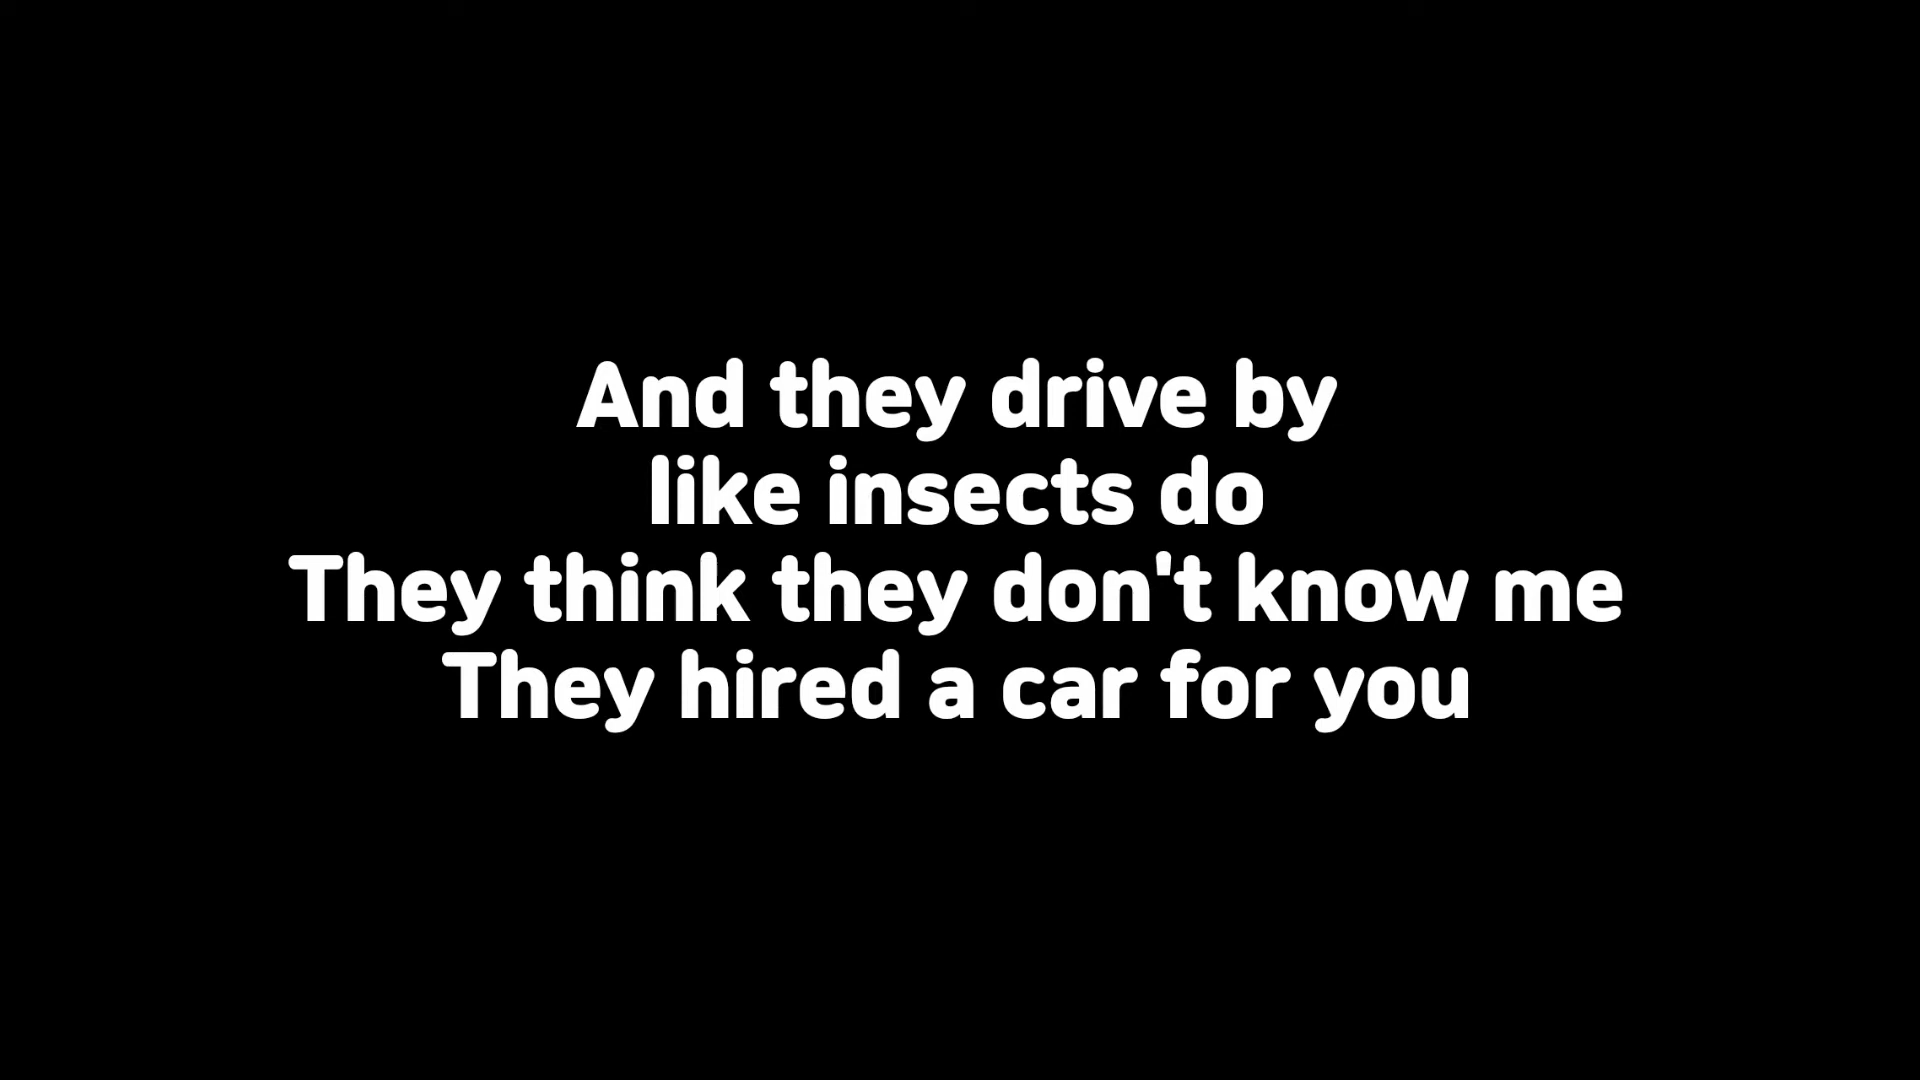 And they drive by
like insects do
They think they don't know me
They hired a car for you